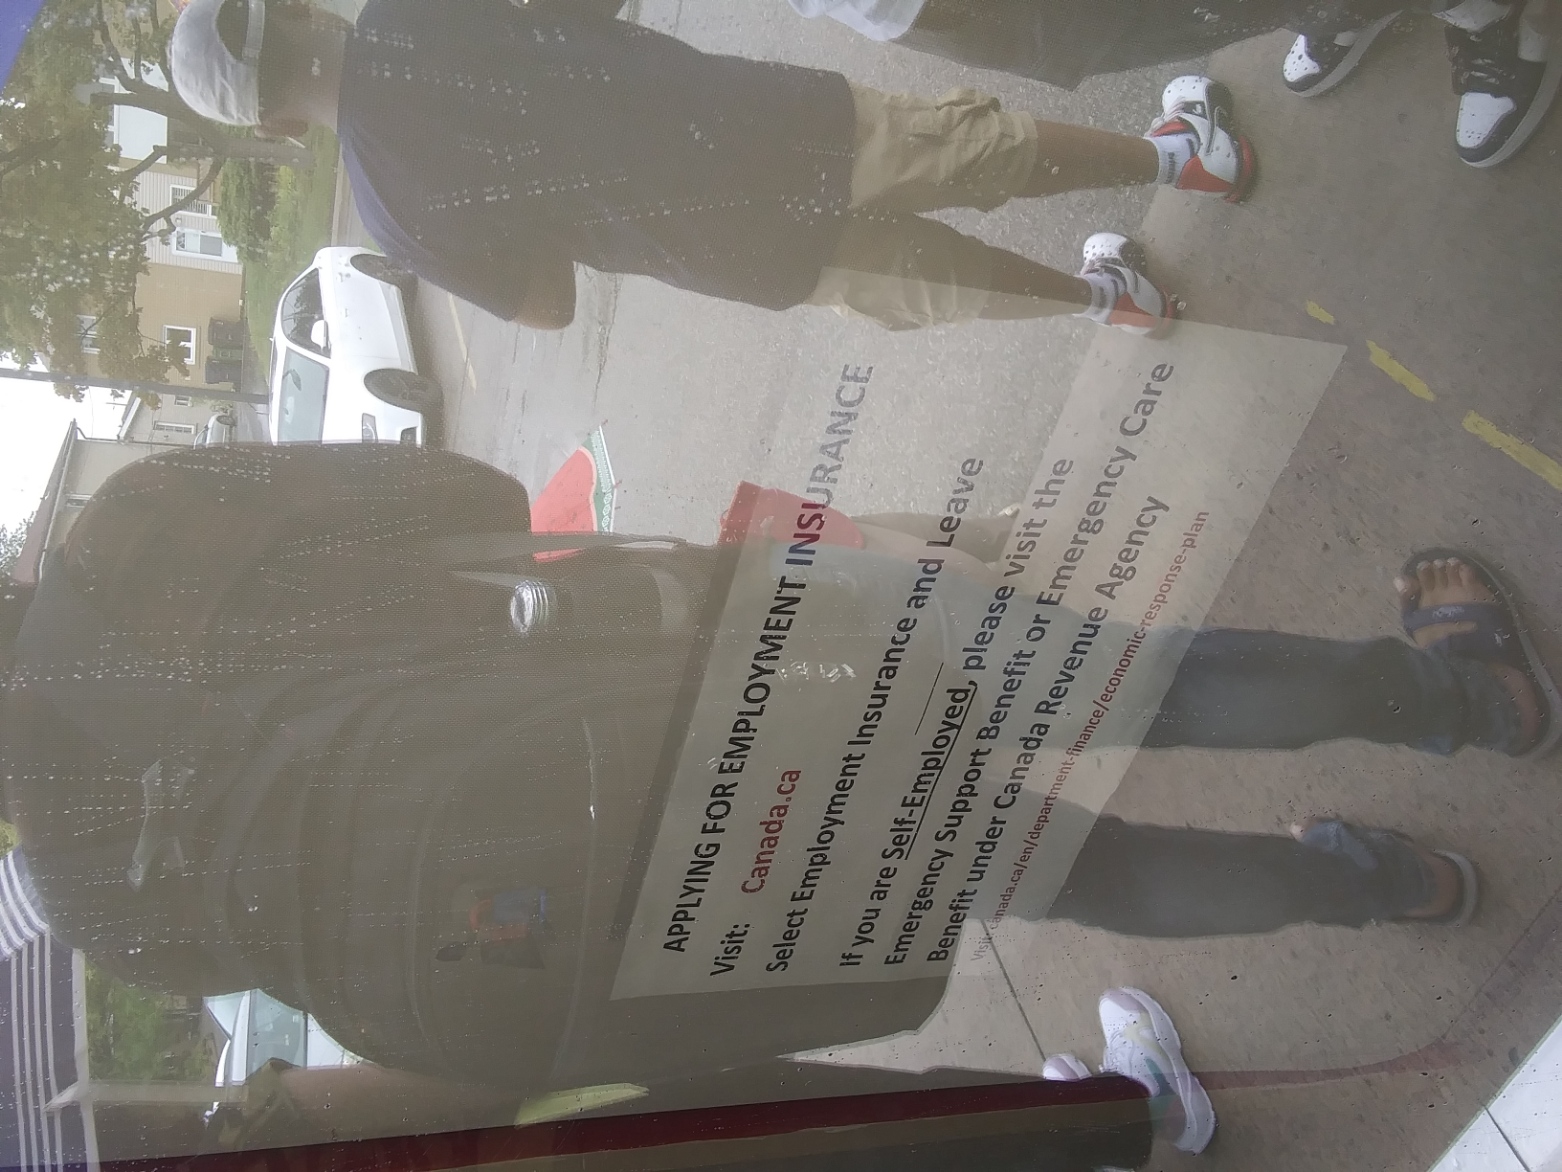 APPLYING FOR EMPLOYMENT INSURANCE
Visit: Canada.ca
Select Employment Insurance and Leave
If you are Self-Employed, please visit the
Emergency Support Benefit or Emergency Care
Benefit under Canada Revenue Agency
Visit: canada.ca/en/department-finance/economic-response-plan